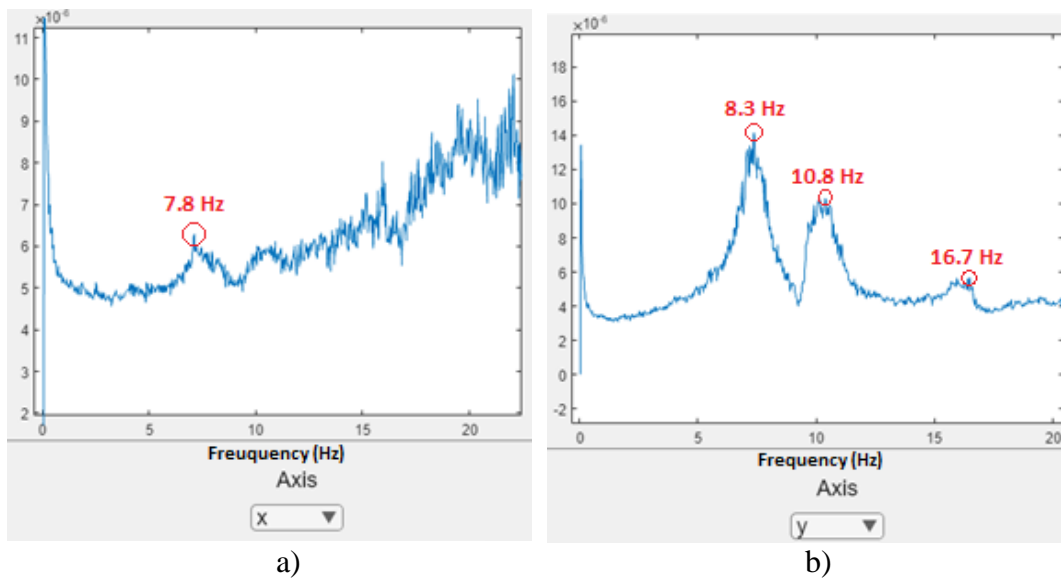 ×10⁻⁶
11
10
9
8
7
6
5
4
3
2
7.8 Hz
0 5 10 15 20
Freuquency (Hz)
Axis
x
a)
×10⁻⁶
18
16
14
12
10
8
6
4
2
0
-2
8.3 Hz
10.8 Hz
16.7 Hz
0 5 10 15 20
Frequency (Hz)
Axis
y
b)